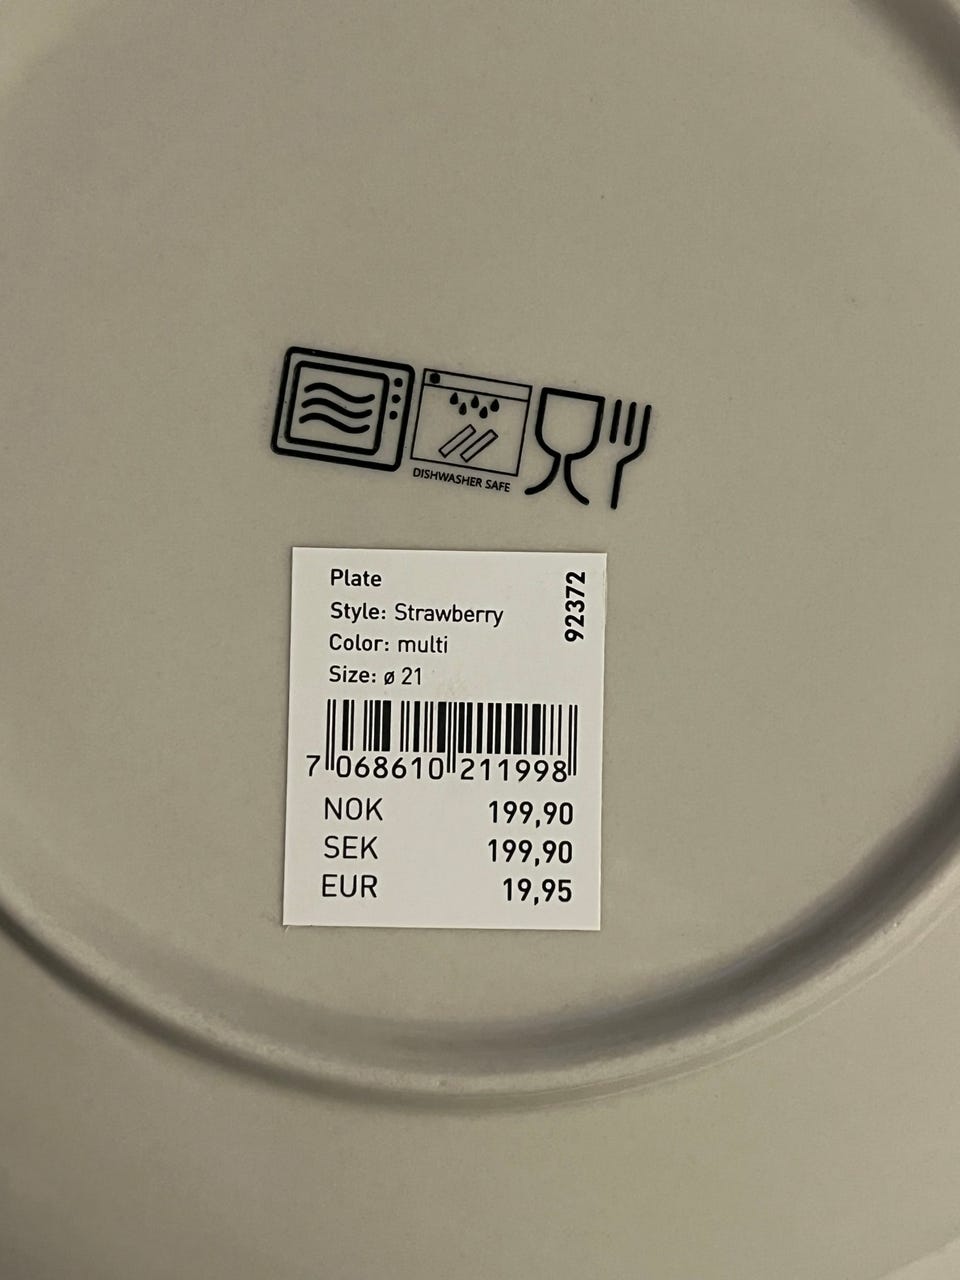 DISHWASHER SAFE
Plate
Style: Strawberry
Color: multi
Size: ø 21
92372
7 068610 211998
NOK 199,90
SEK 199,90
EUR 19,95